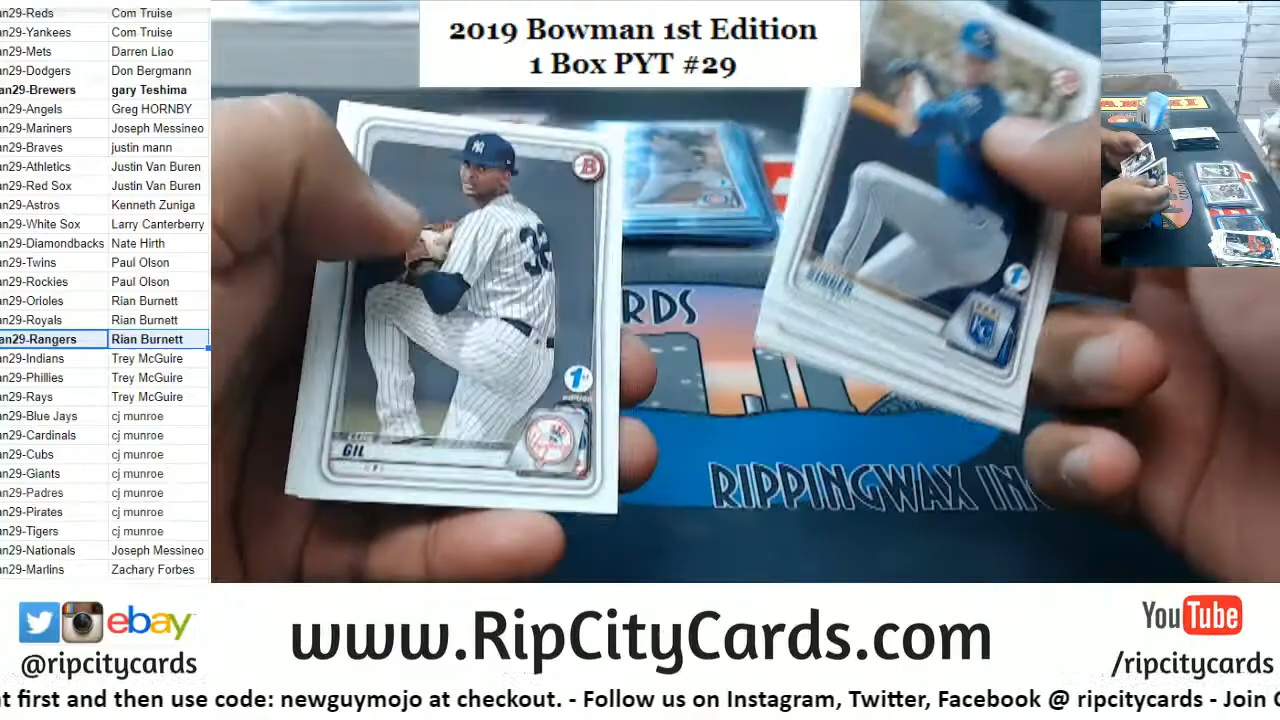 2019 Bowman 1st Edition
1 Box PYT #29
an29-Reds Com Truise
an29-Yankees Com Truise
an29-Mets Darren Liao
an29-Dodgers Don Bergmann
an29-Brewers gary Teshima
an29-Angels Greg HORNBY
an29-Mariners Joseph Messineo
an29-Braves justin mann
an29-Athletics Justin Van Buren
an29-Red Sox Justin Van Buren
an29-Astros Kenneth Zuniga
an29-White Sox Larry Canterberry
an29-Diamondbacks Nate Hirth
an29-Twins Paul Olson
an29-Rockies Paul Olson
an29-Orioles Rian Burnett
an29-Royals Rian Burnett
an29-Rangers Rian Burnett
an29-Indians Trey McGuire
an29-Phillies Trey McGuire
an29-Rays Trey McGuire
an29-Blue Jays cj munroe
an29-Cardinals cj munroe
an29-Cubs cj munroe
an29-Giants cj munroe
an29-Padres cj munroe
an29-Pirates cj munroe
an29-Tigers cj munroe
an29-Nationals Joseph Messineo
an29-Marlins Zachary Forbes
NY
B
36
1st
edition
GIL
1st
KC
RDS
RIPPINGWAX IN
ebay
@ripcitycards
www.RipCityCards.com
YouTube
/ripcitycards
t first and then use code: newguymojo at checkout. - Follow us on Instagram, Twitter, Facebook @ ripcitycards - Join